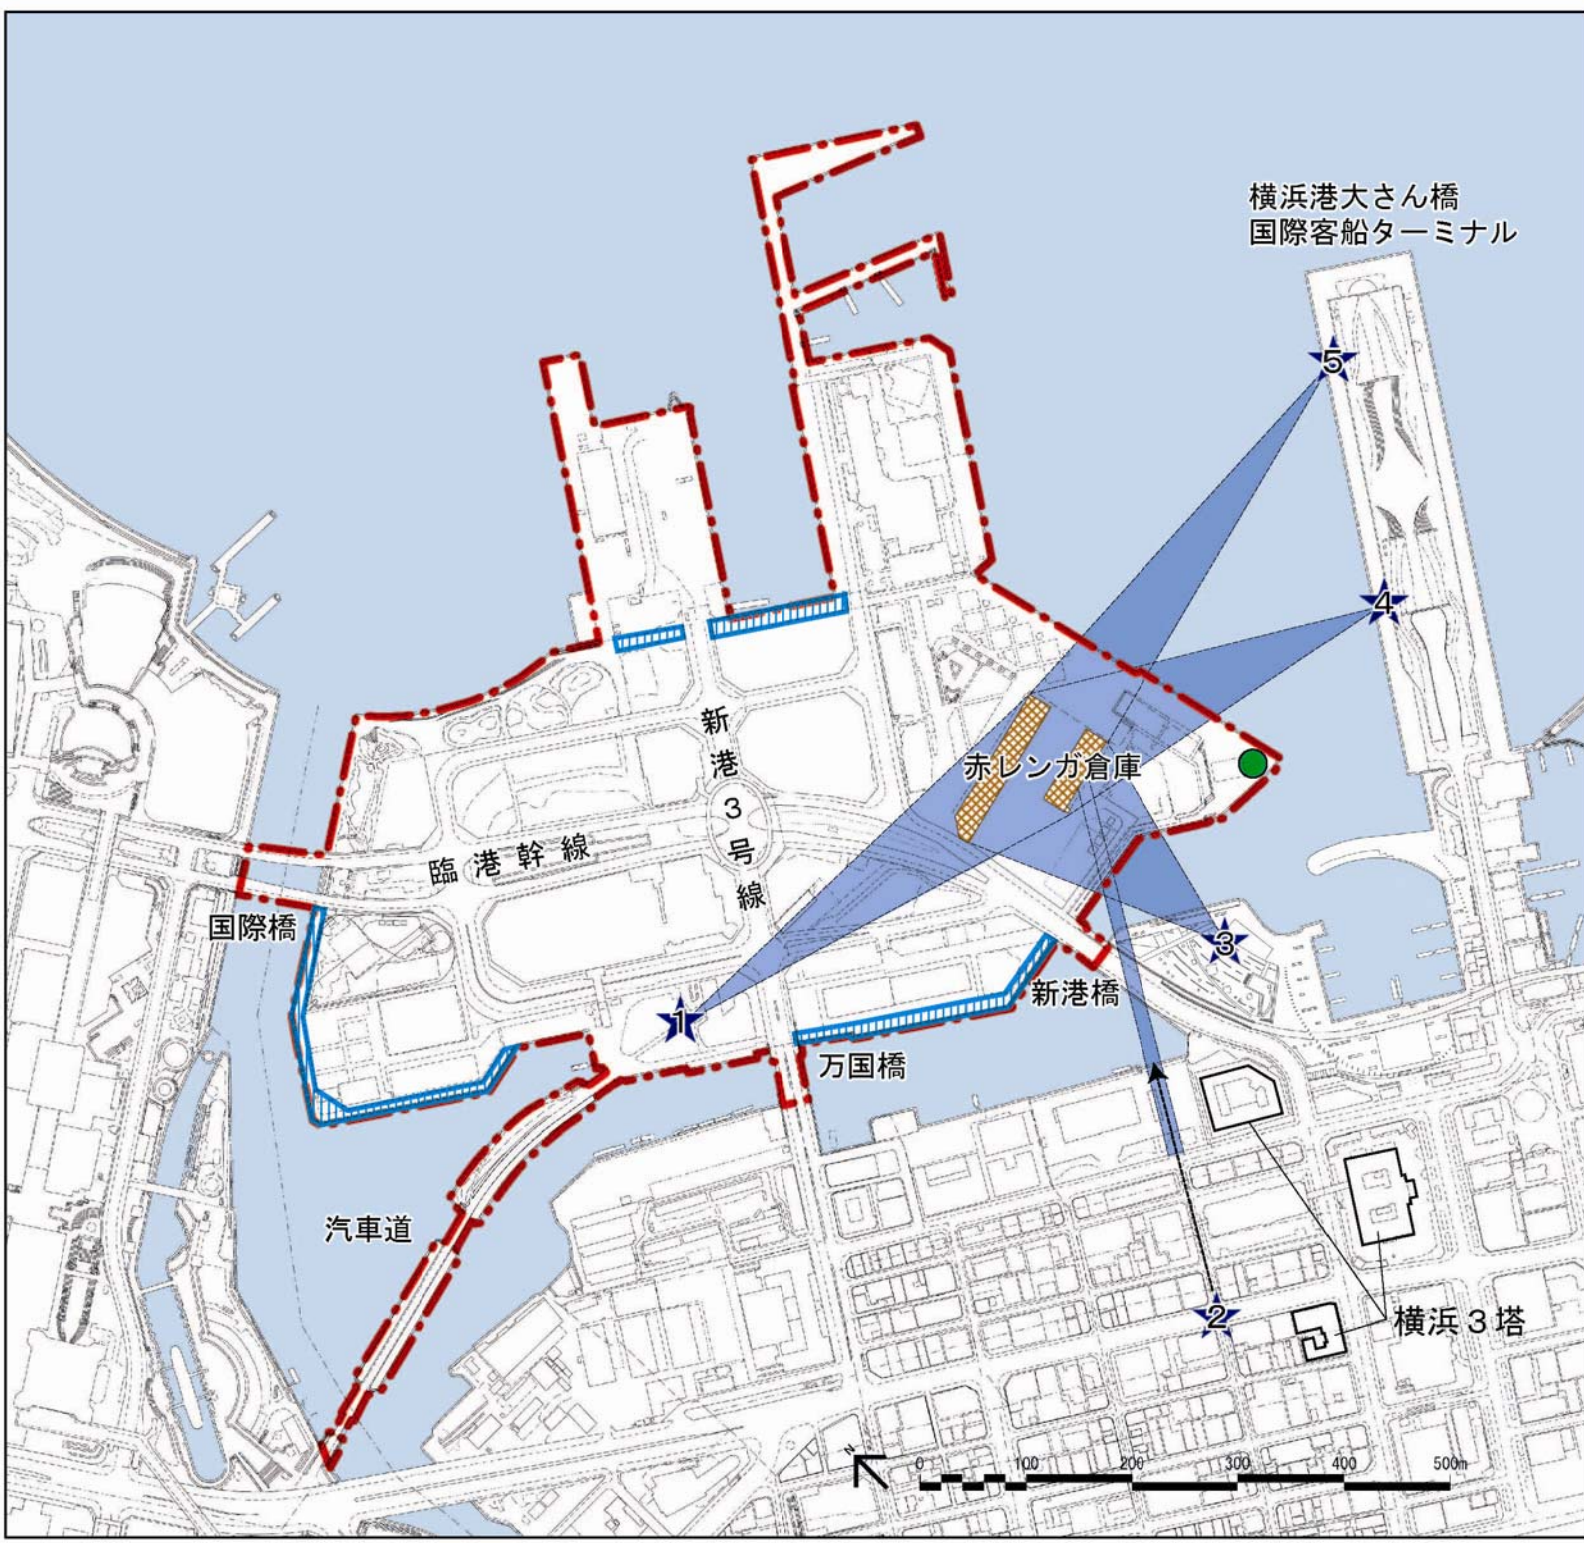 横浜港大さん橋
国際客船ターミナル
5
4
新港3号線
赤レンガ倉庫
臨港幹線
国際橋
3
新港橋
1
万国橋
汽車道
2
横浜3塔
N
0 100 200 300 400 500m